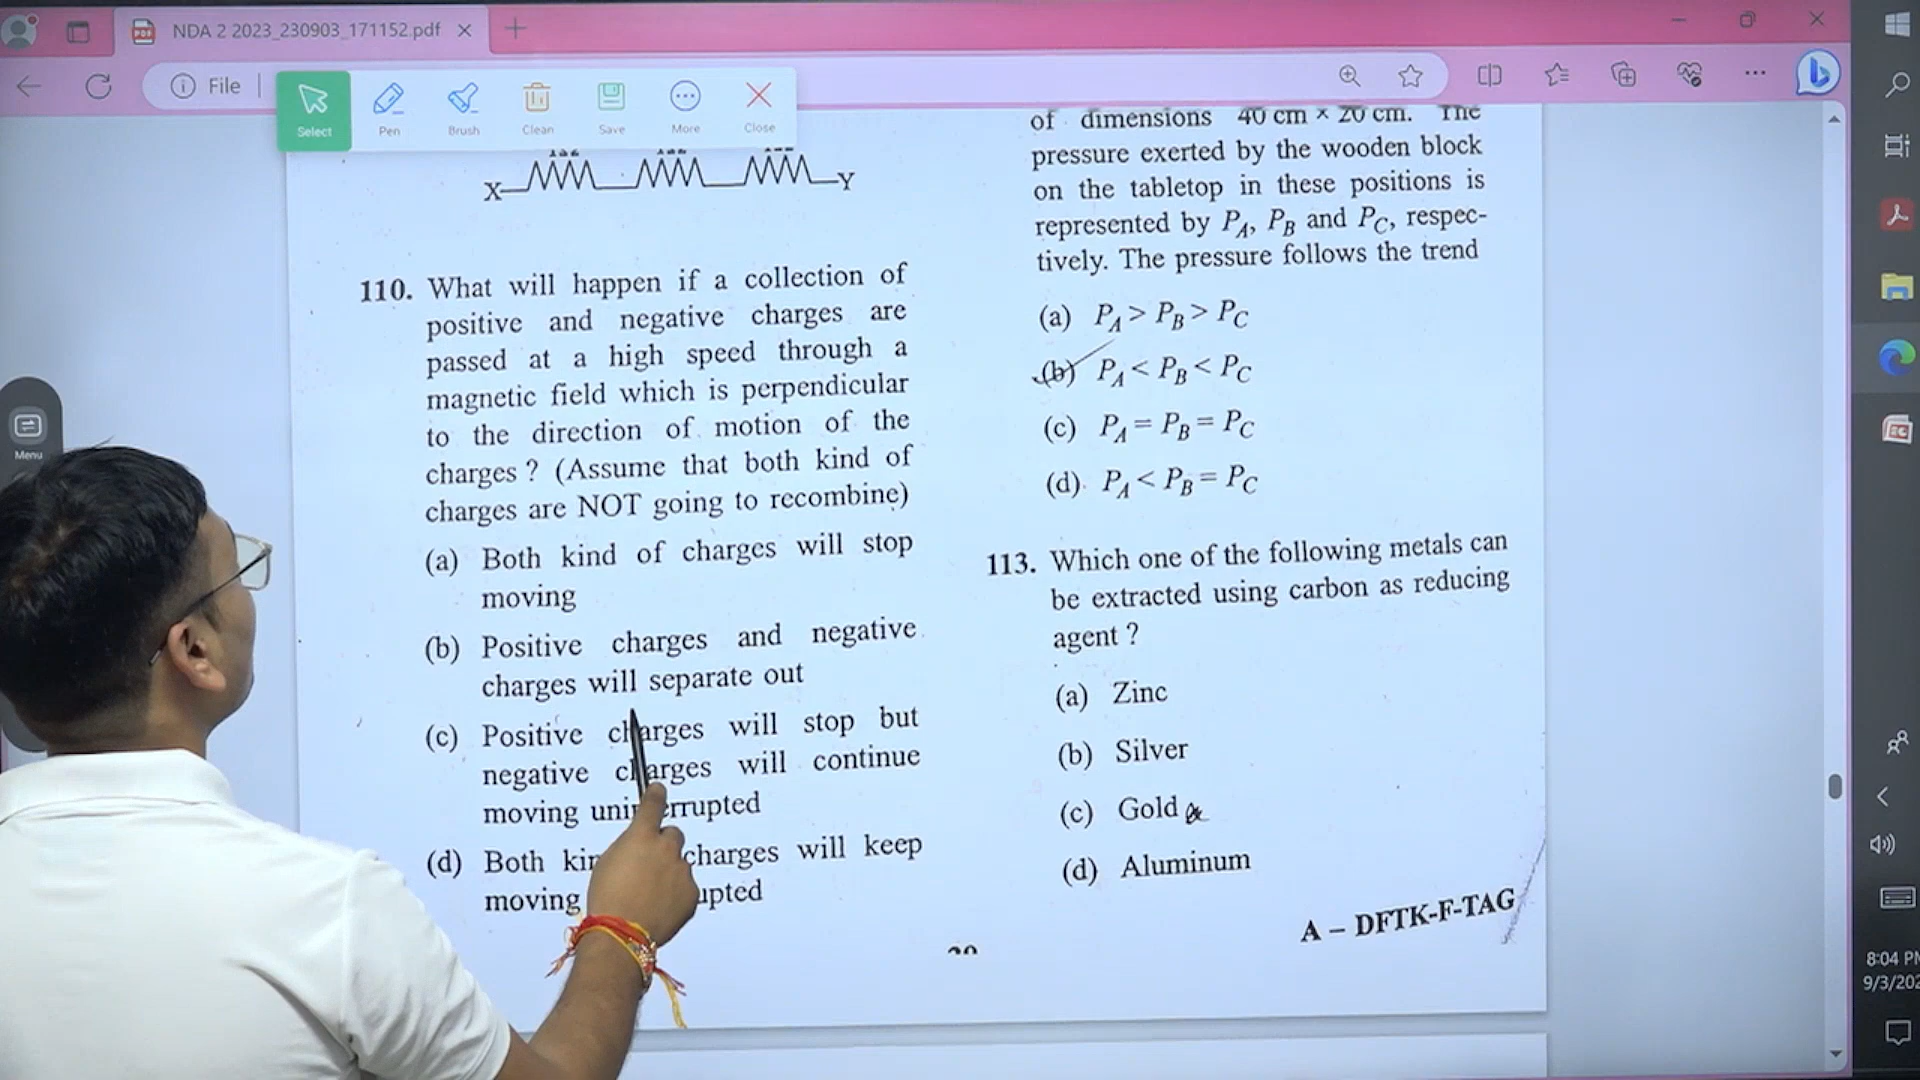 NDA 2 2023_230903_171152.pdf
File
Select
Pen
Brush
Clean
Save
More
Close
Menu
X
Y
110. What will happen if a collection of
positive and negative charges are
passed at a high speed through a
magnetic field which is perpendicular
to the direction of motion of the
charges ? (Assume that both kind of
charges are NOT going to recombine)
(a) Both kind of charges will stop
moving
(b) Positive charges and negative
charges will separate out
(c) Positive charges will stop but
negative charges will continue
moving
(d) Both charges will keep
moving
of dimensions 40 cm × 20 cm. The
pressure exerted by the wooden block
on the tabletop in these positions is
represented by P_A, P_B and P_C, respec-
tively. The pressure follows the trend
(a) P_A > P_B > P_C
(b) P_A < P_B < P_C
(c) P_A = P_B = P_C
(d) P_A < P_B = P_C
113. Which one of the following metals can
be extracted using carbon as reducing
agent ?
(a) Zinc
(b) Silver
(c) Gold
(d) Aluminum
A – DFTK-F-TAG
8:04 PM
9/3/202